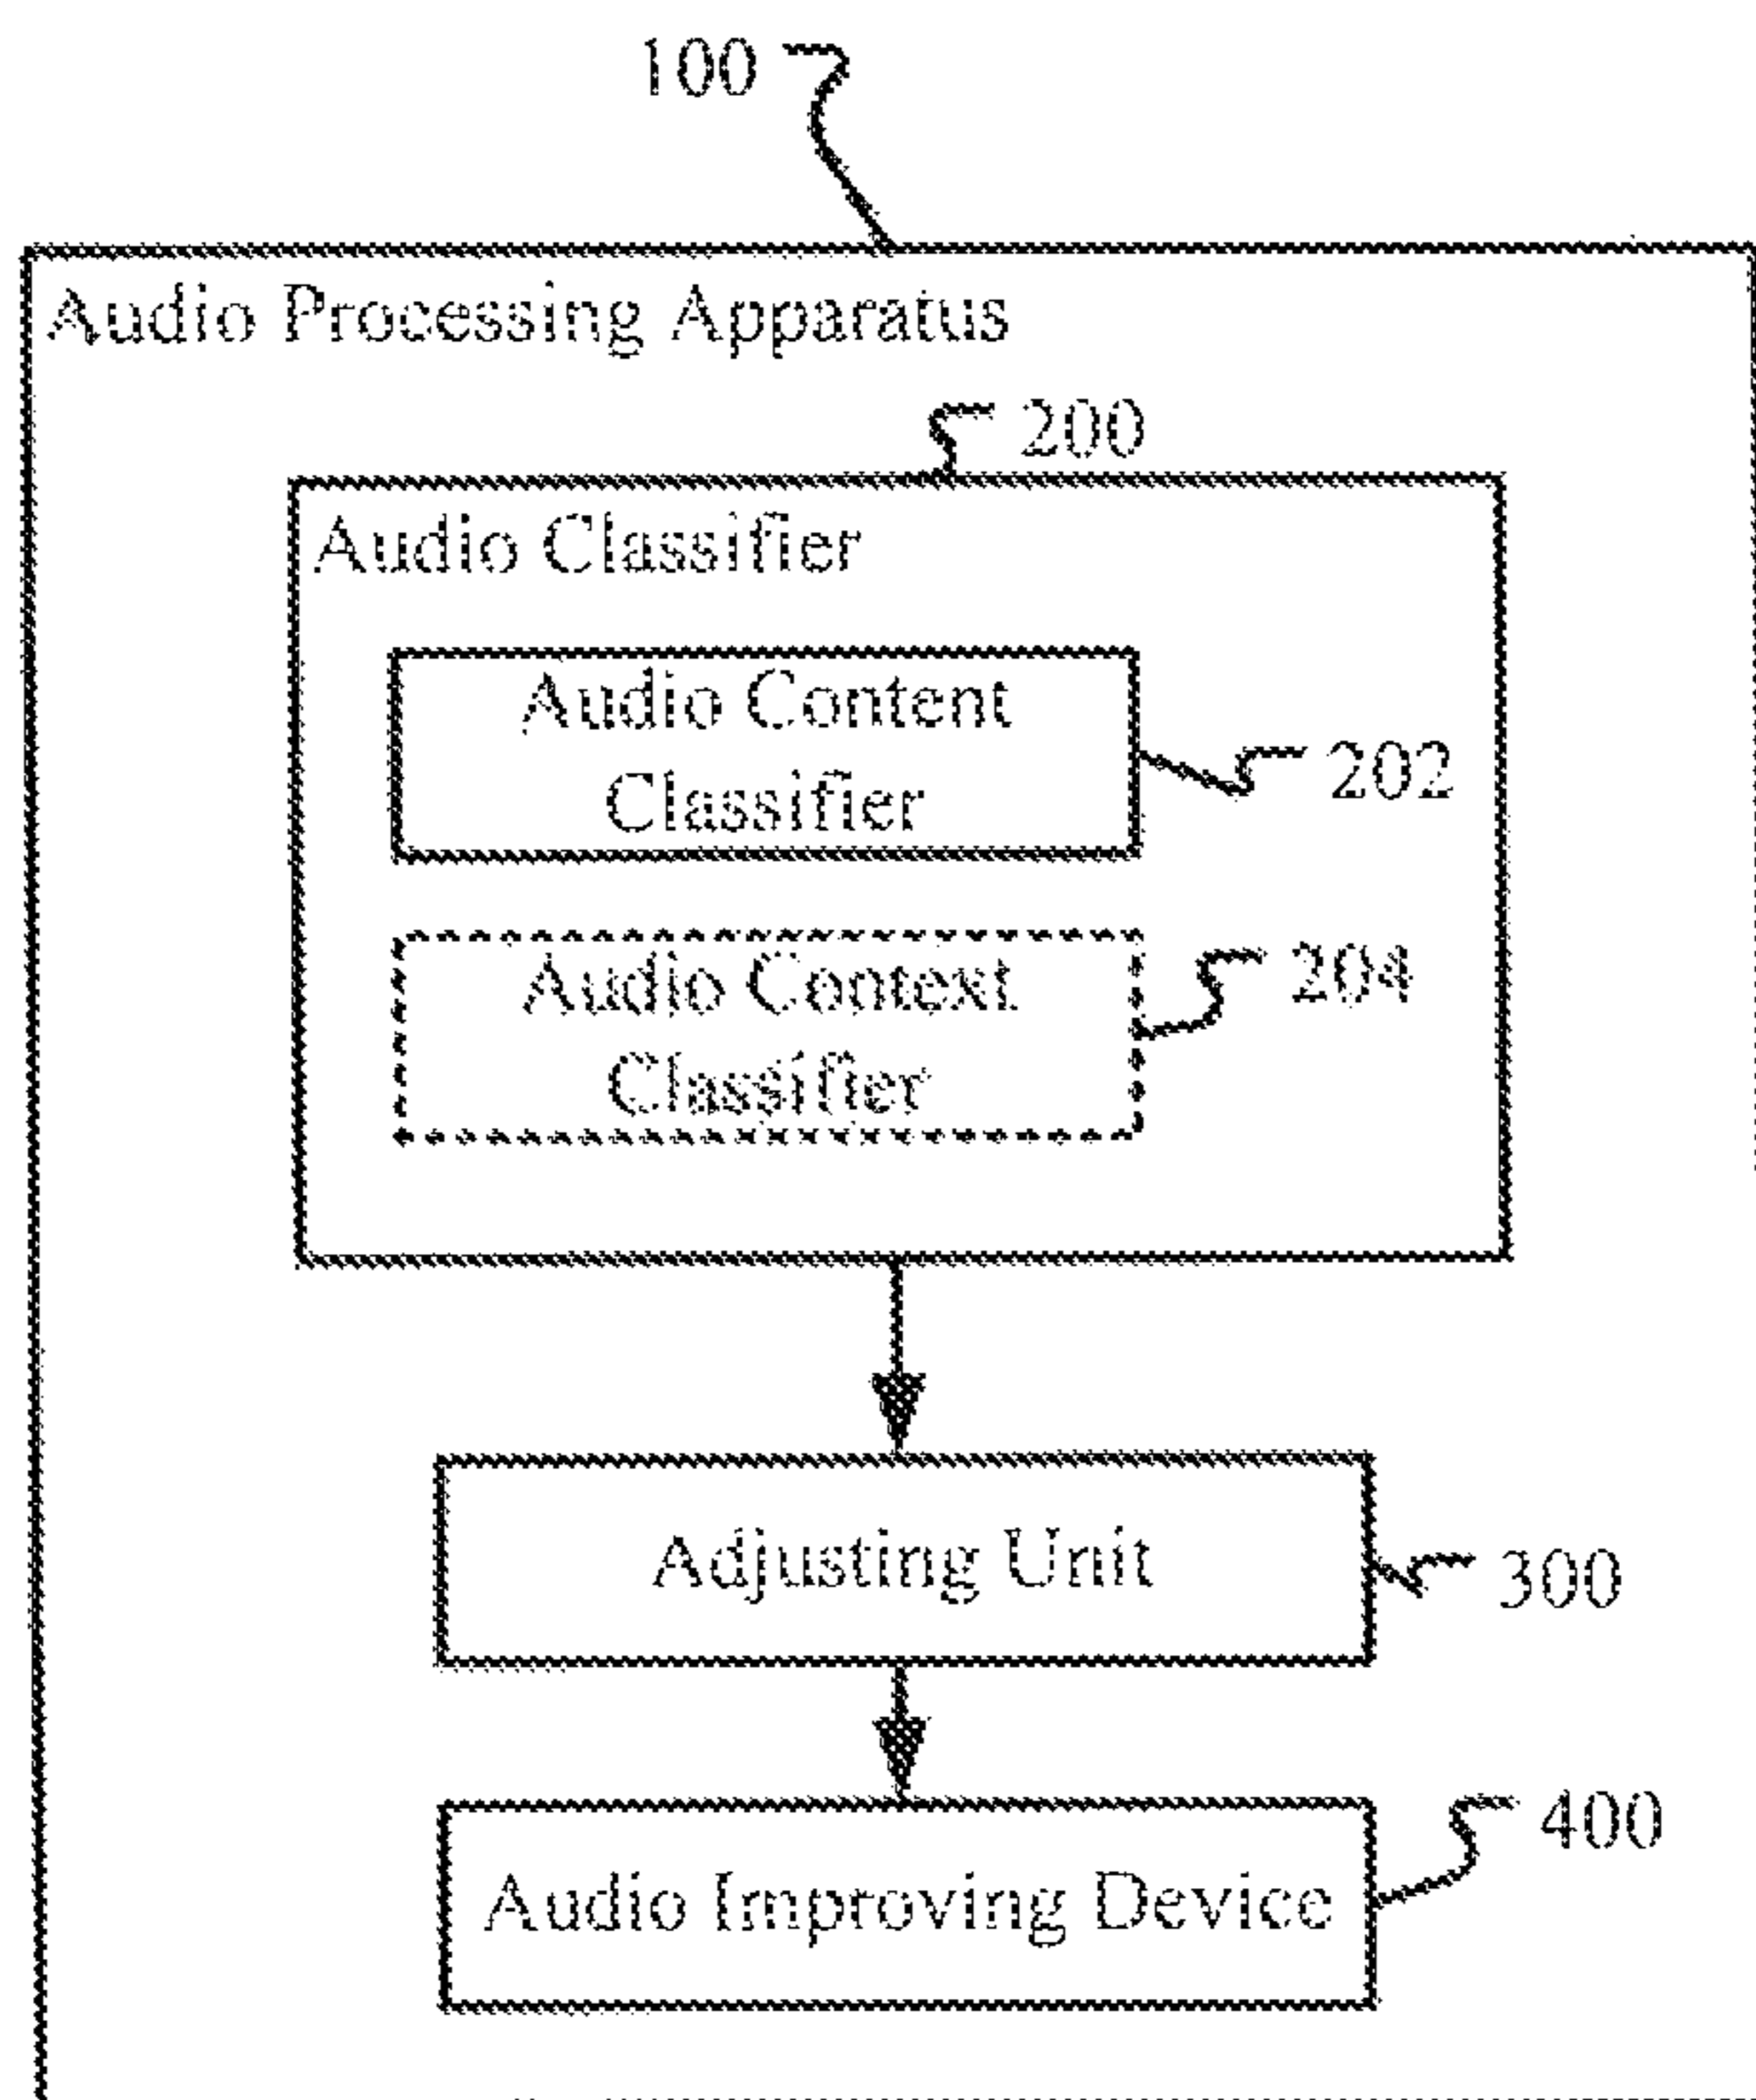 100
Audio Processing Apparatus
200
Audio Classifier
Audio Content
Classifier
202
Audio Context
Classifier
204
Adjusting Unit
300
Audio Improving Device
400